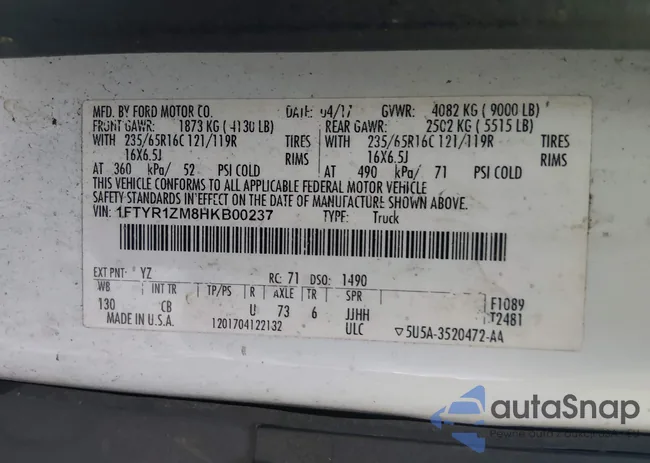 MFD. BY FORD MOTOR CO. DATE: 04/17 GVWR: 4082 KG ( 9000 LB)
FRONT GAWR: 1873 KG ( 4130 LB) REAR GAWR: 2502 KG ( 5515 LB)
WITH 235/65R16C 121/119R TIRES WITH 235/65R16C 121/119R TIRES
16X6.5J RIMS 16X6.5J RIMS
AT 360 kPa/ 52 PSI COLD AT 490 kPa/ 71 PSI COLD
THIS VEHICLE CONFORMS TO ALL APPLICABLE FEDERAL MOTOR VEHICLE
SAFETY STANDARDS IN EFFECT ON THE DATE OF MANUFACTURE SHOWN ABOVE.
VIN: 1FTYR1ZM8HKB00237 TYPE: Truck
EXT PNT: YZ RC: 71 DSO: 1490
WB INT TR TP/PS R AXLE TR SPR F1089
130 CB U 73 6 JJHH T2481
MADE IN U.S.A. 1201704122132 ULC ▽5U5A-3520472-AA
autaSnap
Pewne auto z